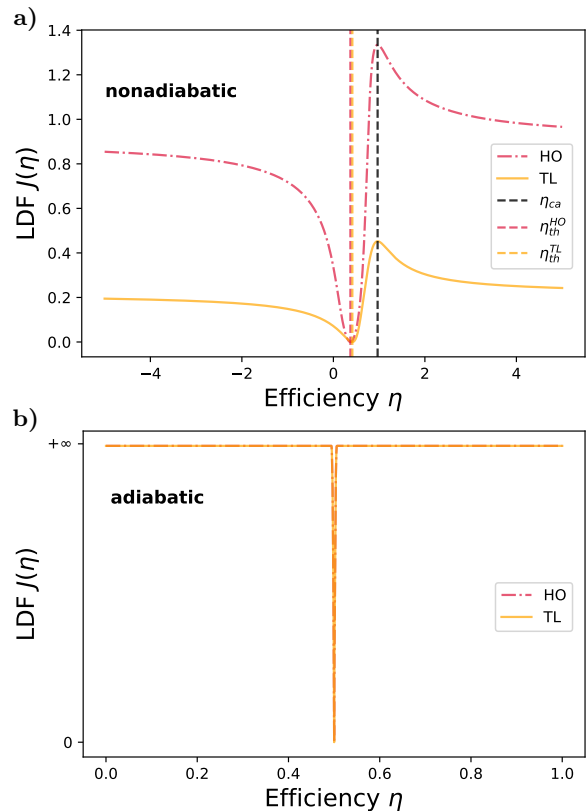 a)
LDF J(η)
1.4
1.2
1.0
0.8
0.6
0.4
0.2
0.0
nonadiabatic
HO
TL
η_ca
η_th^HO
η_th^TL
−4
−2
0
2
4
Efficiency η
b)
LDF J(η)
+∞
0
adiabatic
HO
TL
0.0
0.2
0.4
0.6
0.8
1.0
Efficiency η